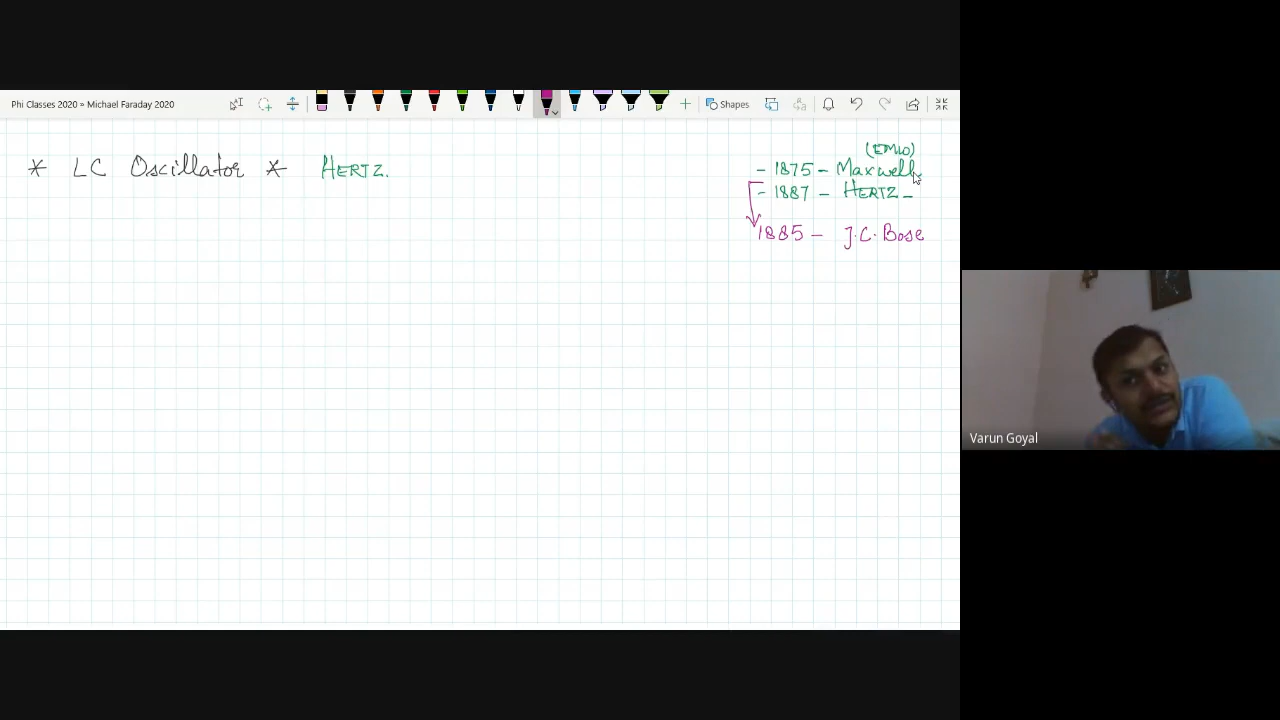 Phi Classes 2020 » Michael Faraday 2020
Shapes
* LC Oscillator * HERTZ.
(EMW)
- 1875 - Maxwell
- 1887 - HERTZ -
1885 - J.C. Bose
Varun Goyal